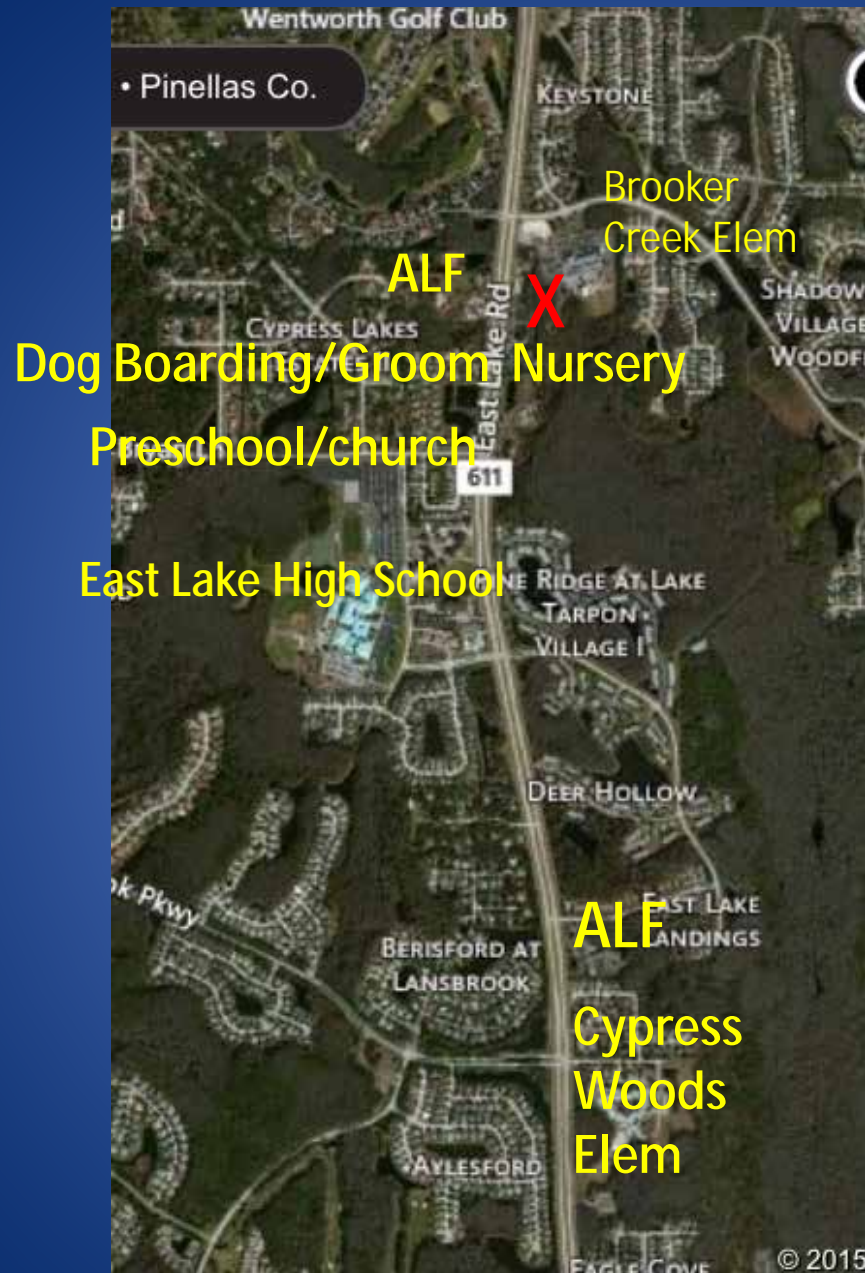 Wentworth Golf Club
• Pinellas Co.
KEYSTONE
Brooker
Creek Elem
ALF
X
East Lake Rd
SHADOW
VILLAGE
WOODF
CYPRESS LAKES
Dog Boarding/Groom Nursery
Preschool/church
611
East Lake High School
NE RIDGE AT LAKE
TARPON
VILLAGE I
DEER HOLLOW
ok Pkwy
ALF
EAST LAKE
LANDINGS
BERISFORD AT
LANSBROOK
Cypress
Woods
Elem
AYLESFORD
EAGLE COVE
© 2015